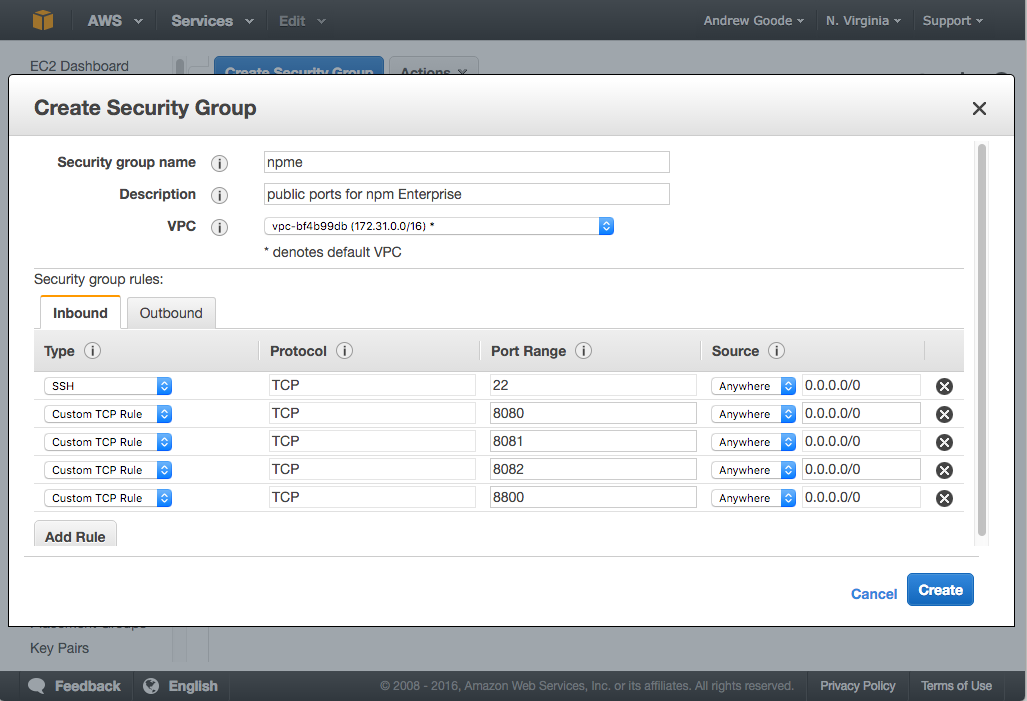 AWS Services Edit Andrew Goode N. Virginia Support
EC2 Dashboard
Create Security Group Actions
Create Security Group
Security group name i npme
Description i public ports for npm Enterprise
VPC i vpc-bf4b99db (172.31.0.0/16) *
* denotes default VPC
Security group rules:
Inbound Outbound
Type i Protocol i Port Range i Source i
SSH TCP 22 Anywhere 0.0.0.0/0
Custom TCP Rule TCP 8080 Anywhere 0.0.0.0/0
Custom TCP Rule TCP 8081 Anywhere 0.0.0.0/0
Custom TCP Rule TCP 8082 Anywhere 0.0.0.0/0
Custom TCP Rule TCP 8800 Anywhere 0.0.0.0/0
Add Rule
Cancel Create
Placement Groups
Key Pairs
Feedback English © 2008 - 2016, Amazon Web Services, Inc. or its affiliates. All rights reserved. Privacy Policy Terms of Use